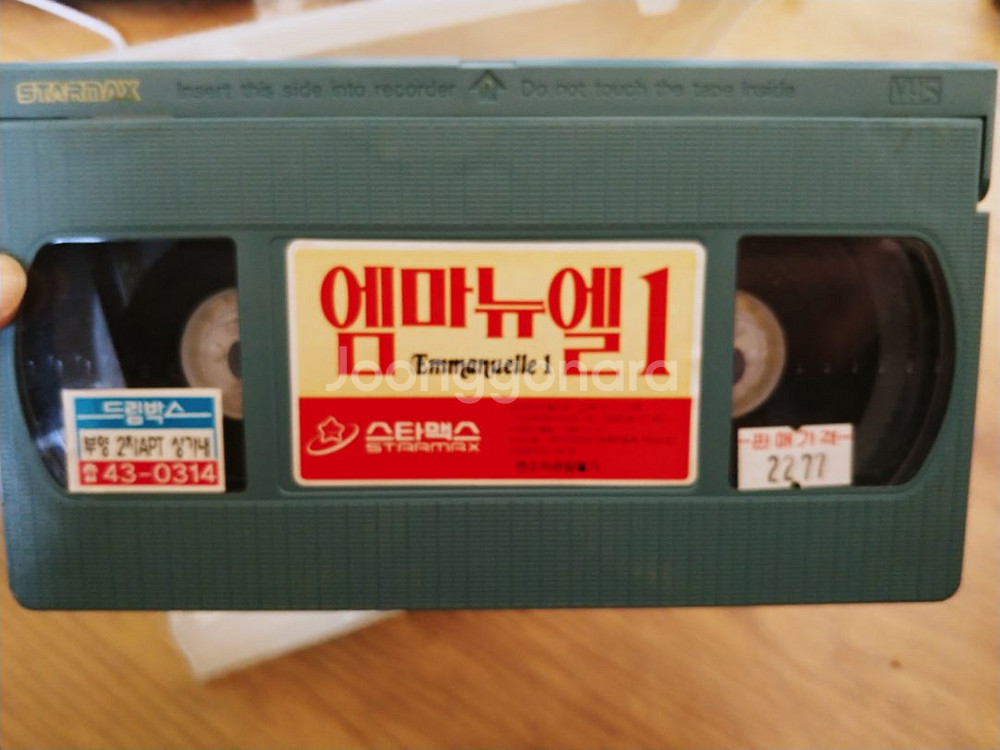 STARMAX Insert this side into recorder Do not touch the tape inside VHS
엠마뉴엘 1
Emmanuelle 1
Joonggonara
스타맥스
STARMAX
드림박스
부영 2차APT 상가내
☎43-0314
판매가격
2277